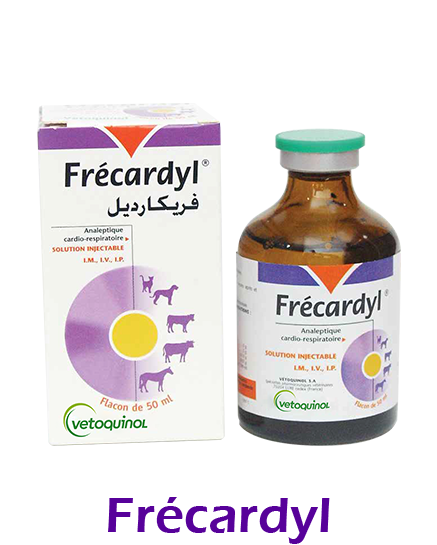 Frécardyl®
فريكارديل
Analeptique
cardio-respiratoire
SOLUTION INJECTABLE
I.M., I.V., I.P.
Flacon de 50 ml
vetoquinol
Frécardyl®
Analeptique
cardio-respiratoire
SOLUTION INJECTABLE
I.M., I.V., I.P.
VETOQUINOL S.A
vetoquinol
Frécardyl